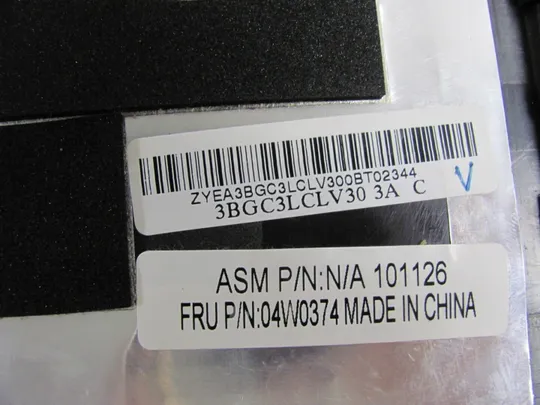 ZYEA3BGC3LCLV300BT02344
3BGC3LCLV30 3A C
V
ASM P/N:N/A 101126
FRU P/N:04W0374 MADE IN CHINA